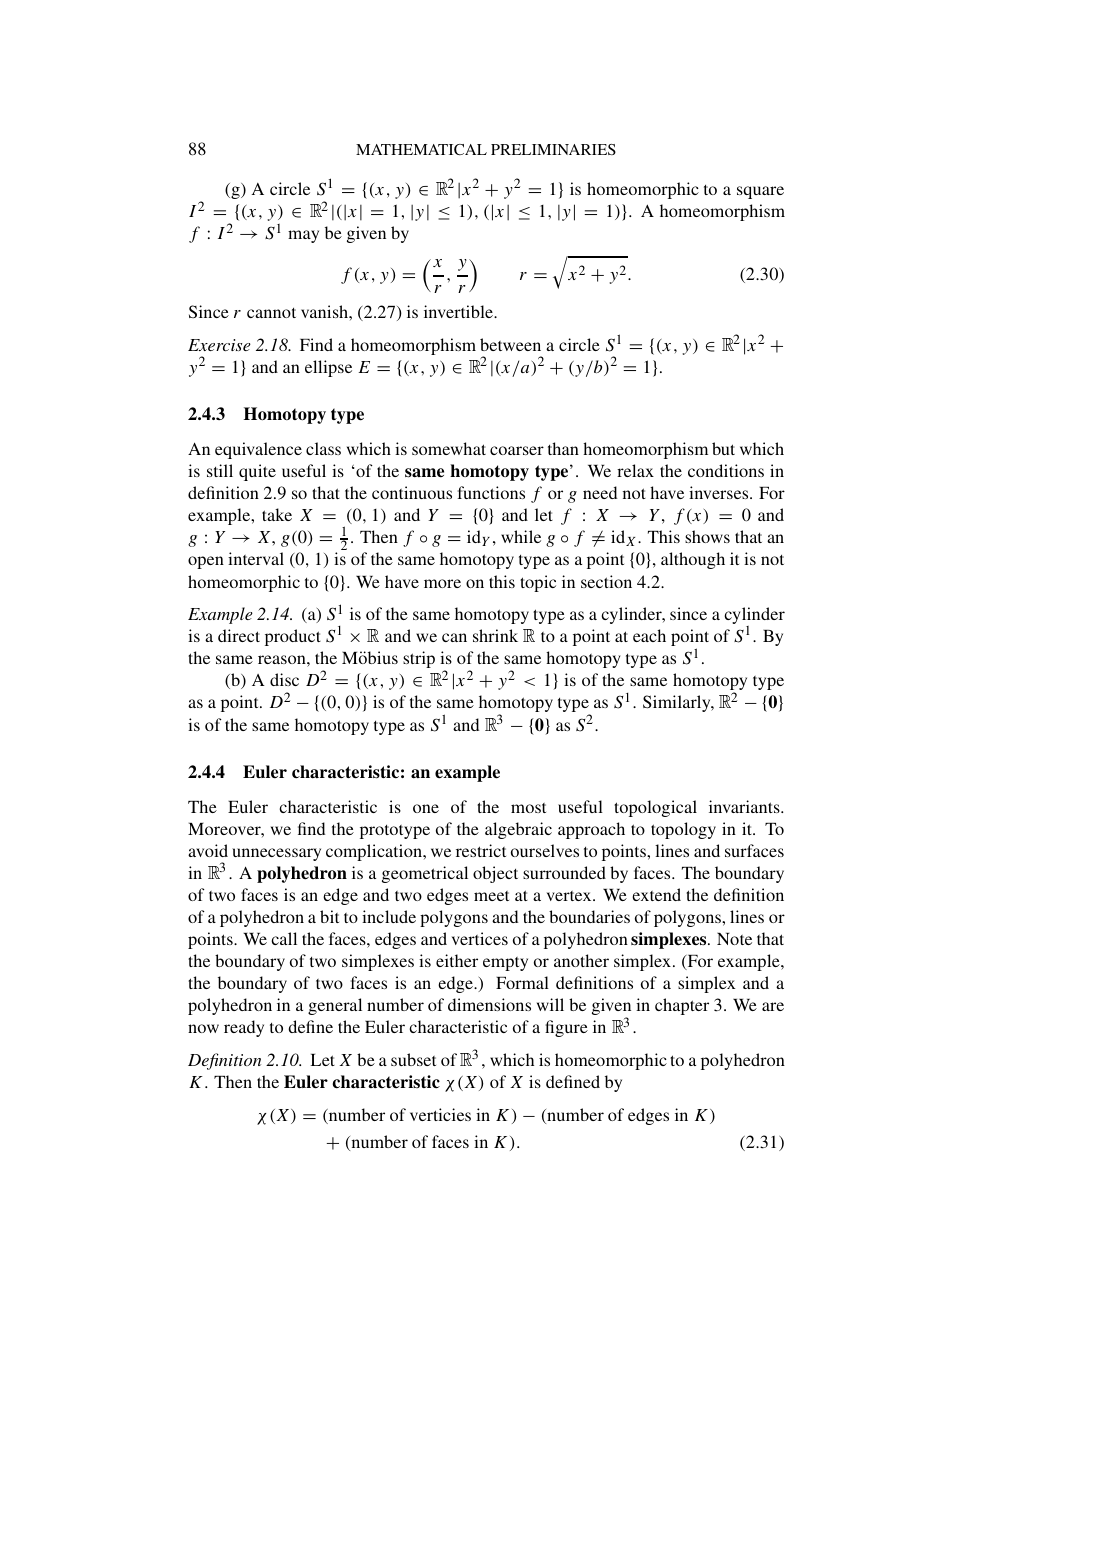 88 MATHEMATICAL PRELIMINARIES
(g) A circle S¹ = {(x, y) ∈ ℝ²|x² + y² = 1} is homeomorphic to a square
I² = {(x, y) ∈ ℝ²|(|x| = 1, |y| ≤ 1), (|x| ≤ 1, |y| = 1)}. A homeomorphism
f : I² → S¹ may be given by
f(x, y) = (x/r, y/r) r = √(x² + y²). (2.30)
Since r cannot vanish, (2.27) is invertible.
Exercise 2.18. Find a homeomorphism between a circle S¹ = {(x, y) ∈ ℝ²|x² +
y² = 1} and an ellipse E = {(x, y) ∈ ℝ²|(x/a)² + (y/b)² = 1}.
2.4.3 Homotopy type
An equivalence class which is somewhat coarser than homeomorphism but which
is still quite useful is ‘of the same homotopy type’. We relax the conditions in
definition 2.9 so that the continuous functions f or g need not have inverses. For
example, take X = (0, 1) and Y = {0} and let f : X → Y, f(x) = 0 and
g : Y → X, g(0) = ½. Then f ∘ g = id_Y, while g ∘ f ≠ id_X. This shows that an
open interval (0, 1) is of the same homotopy type as a point {0}, although it is not
homeomorphic to {0}. We have more on this topic in section 4.2.
Example 2.14. (a) S¹ is of the same homotopy type as a cylinder, since a cylinder
is a direct product S¹ × ℝ and we can shrink ℝ to a point at each point of S¹. By
the same reason, the Möbius strip is of the same homotopy type as S¹.
(b) A disc D² = {(x, y) ∈ ℝ²|x² + y² < 1} is of the same homotopy type
as a point. D² − {(0, 0)} is of the same homotopy type as S¹. Similarly, ℝ² − {0}
is of the same homotopy type as S¹ and ℝ³ − {0} as S².
2.4.4 Euler characteristic: an example
The Euler characteristic is one of the most useful topological invariants.
Moreover, we find the prototype of the algebraic approach to topology in it. To
avoid unnecessary complication, we restrict ourselves to points, lines and surfaces
in ℝ³. A polyhedron is a geometrical object surrounded by faces. The boundary
of two faces is an edge and two edges meet at a vertex. We extend the definition
of a polyhedron a bit to include polygons and the boundaries of polygons, lines or
points. We call the faces, edges and vertices of a polyhedron simplexes. Note that
the boundary of two simplexes is either empty or another simplex. (For example,
the boundary of two faces is an edge.) Formal definitions of a simplex and a
polyhedron in a general number of dimensions will be given in chapter 3. We are
now ready to define the Euler characteristic of a figure in ℝ³.
Definition 2.10. Let X be a subset of ℝ³, which is homeomorphic to a polyhedron
K. Then the Euler characteristic χ(X) of X is defined by
χ(X) = (number of verticies in K) − (number of edges in K)
+ (number of faces in K). (2.31)